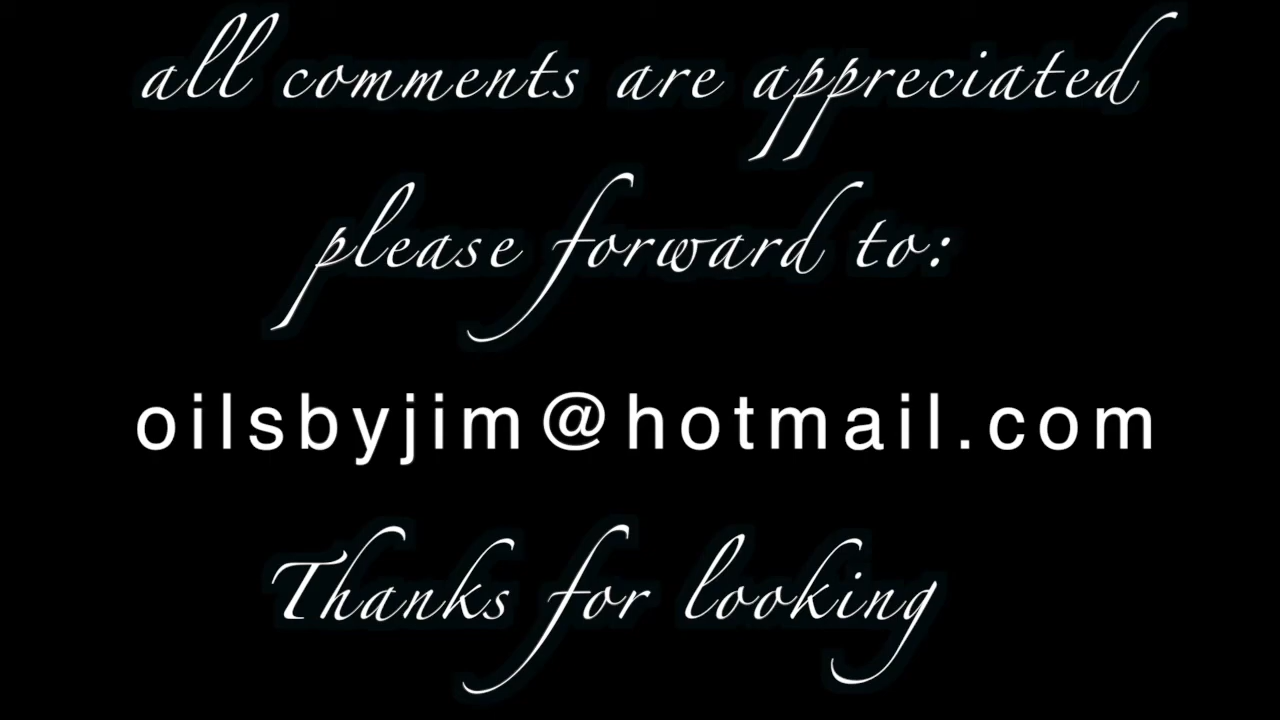 all comments are appreciated
please forward to:
oilsbyjim@hotmail.com
Thanks for looking